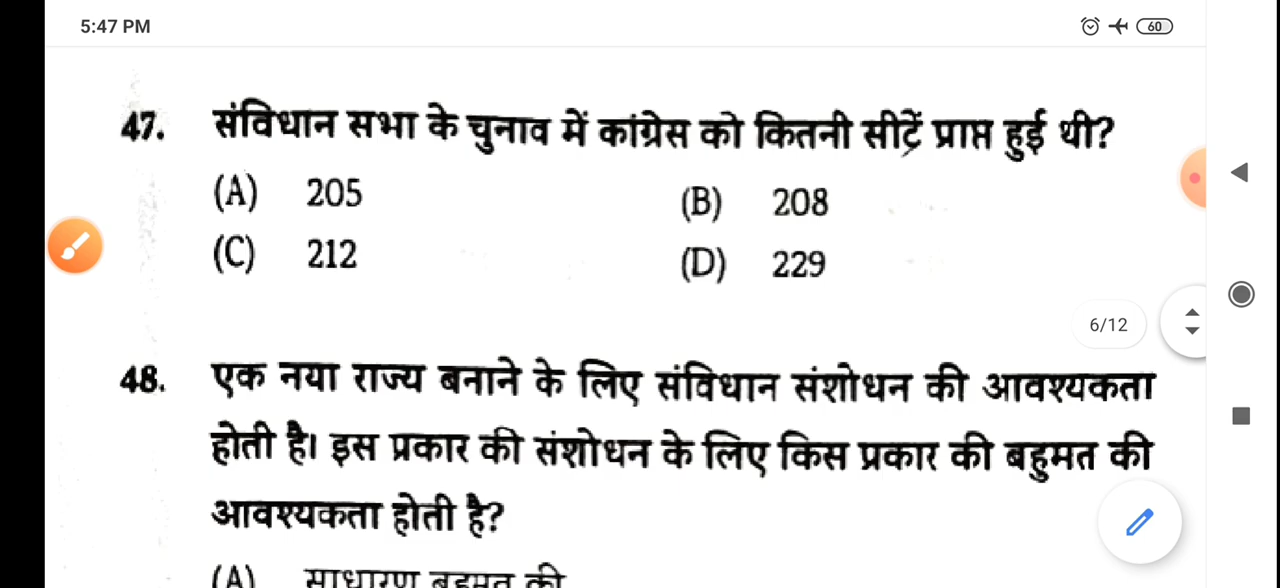 5:47 PM
60
47. संविधान सभा के चुनाव में कांग्रेस को कितनी सीटें प्राप्त हुई थी?
(A) 205 (B) 208
(C) 212 (D) 229
6/12
48. एक नया राज्य बनाने के लिए संविधान संशोधन की आवश्यकता
होती है। इस प्रकार की संशोधन के लिए किस प्रकार की बहुमत की
आवश्यकता होती है?
(A) साधारण बहुमत की